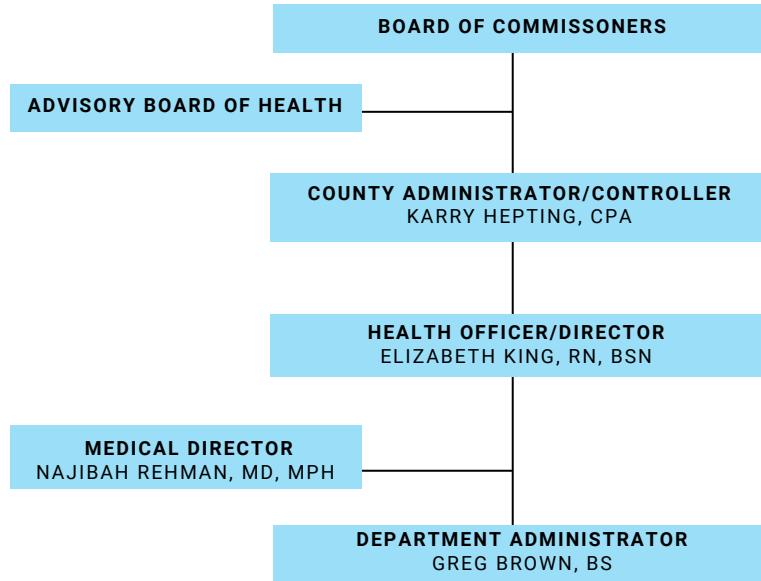 BOARD OF COMMISSONERS
ADVISORY BOARD OF HEALTH
COUNTY ADMINISTRATOR/CONTROLLER
KARRY HEPTING, CPA
HEALTH OFFICER/DIRECTOR
ELIZABETH KING, RN, BSN
MEDICAL DIRECTOR
NAJIBAH REHMAN, MD, MPH
DEPARTMENT ADMINISTRATOR
GREG BROWN, BS